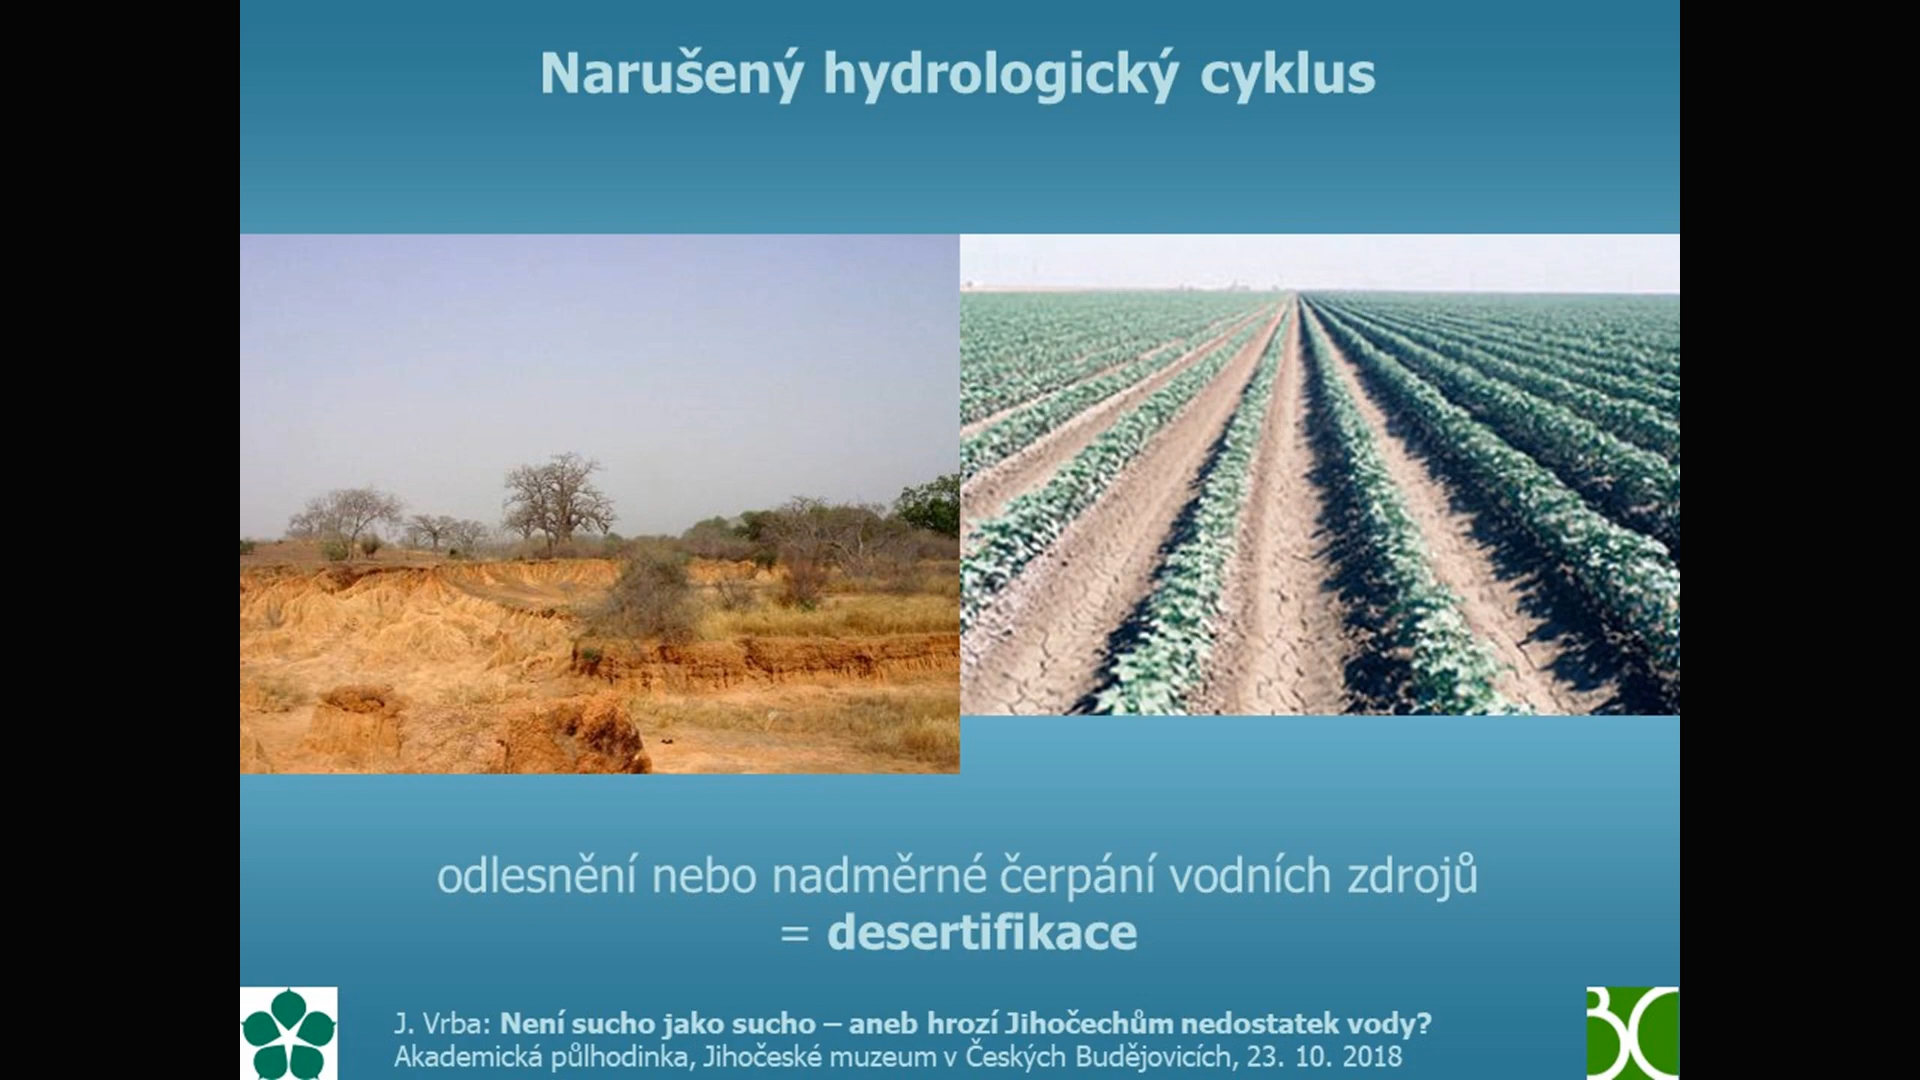 Narušený hydrologický cyklus
odlesnění nebo nadměrné čerpání vodních zdrojů
= desertifikace
J. Vrba: Není sucho jako sucho – aneb hrozí Jihočechům nedostatek vody?
Akademická půlhodinka, Jihočeské muzeum v Českých Budějovicích, 23. 10. 2018
BC